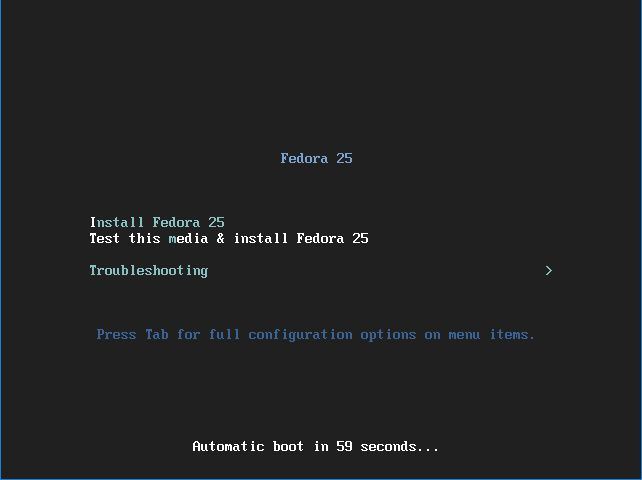 Fedora 25
Install Fedora 25
Test this media & install Fedora 25
Troubleshooting >
Press Tab for full configuration options on menu items.
Automatic boot in 59 seconds...